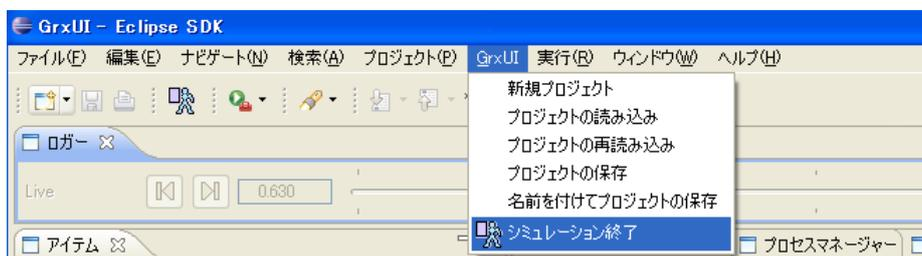 GrxUI - Eclipse SDK
ファイル(F) 編集(E) ナビゲート(N) 検索(A) プロジェクト(P) GrxUI 実行(R) ウィンドウ(W) ヘルプ(H)
新規プロジェクト
プロジェクトの読み込み
プロジェクトの再読み込み
プロジェクトの保存
名前を付けてプロジェクトの保存
シミュレーション終了
ロガー
Live 0.630
アイテム プロセスマネージャー